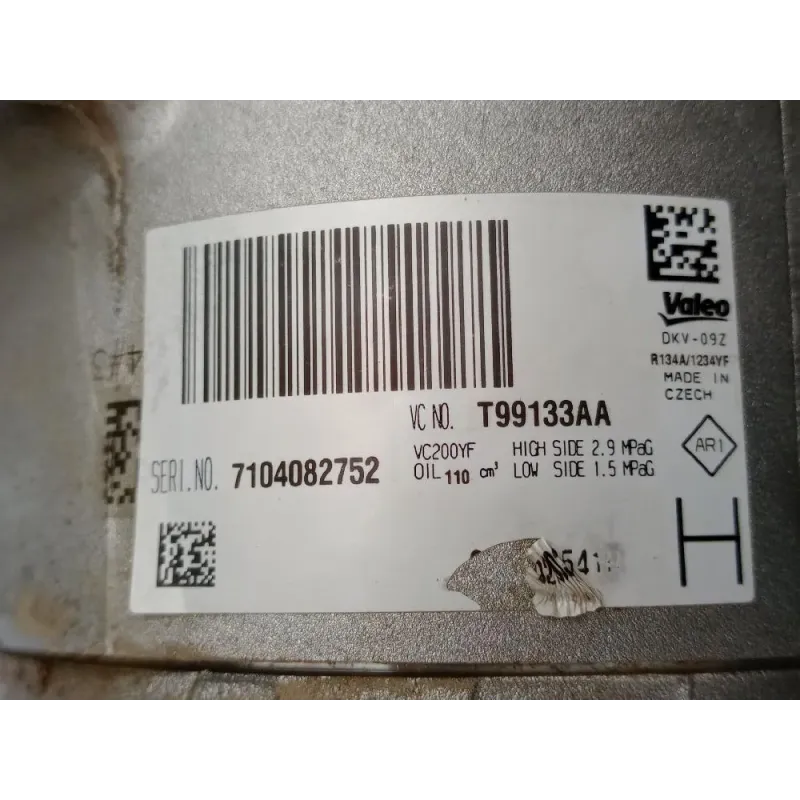 Valeo
DKV-09Z
R134A/1234YF
MADE IN
CZECH
VC NO. T99133AA
SERI.NO. 7104082752
VC200YF HIGH SIDE 2.9 MPaG
OIL 110 cm³ LOW SIDE 1.5 MPaG
AR1
H